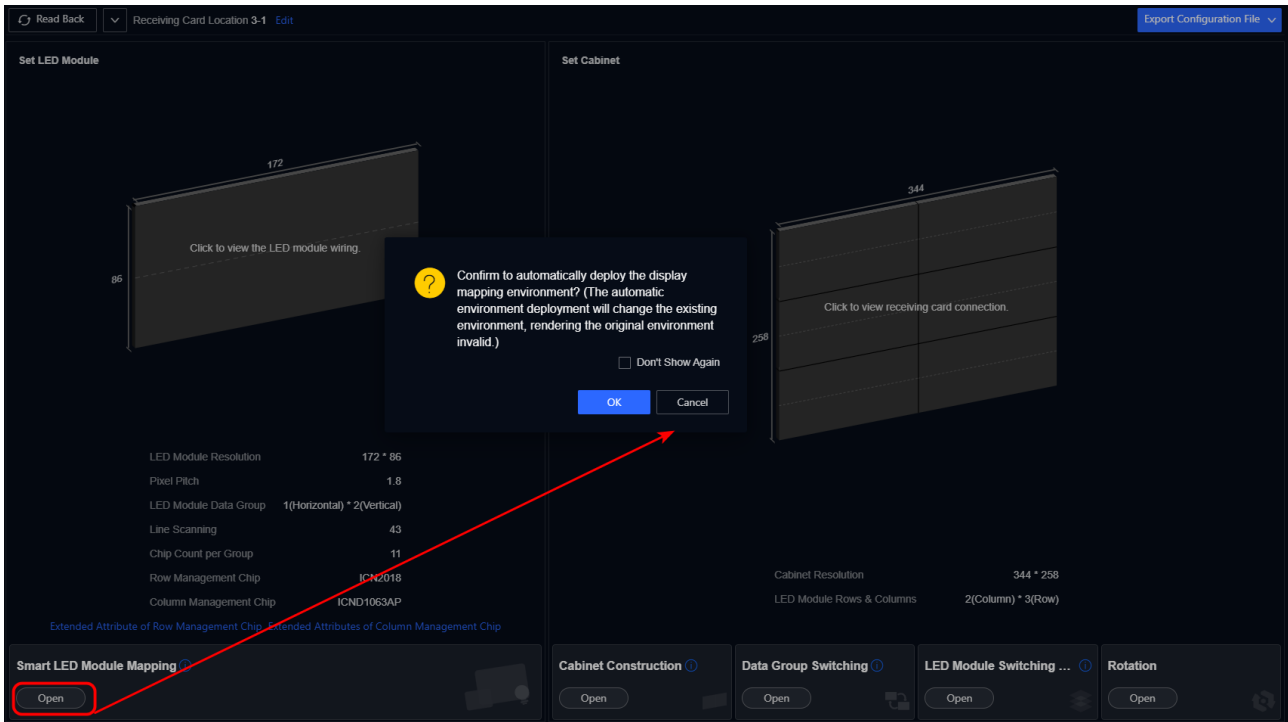 Read Back
Receiving Card Location 3-1 Edit
Export Configuration File
Set LED Module
Set Cabinet
172
86
Click to view the LED module wiring.
344
258
Click to view receiving card connection.
?
Confirm to automatically deploy the display
mapping environment? (The automatic
environment deployment will change the existing
environment, rendering the original environment
invalid.)
Don't Show Again
OK
Cancel
LED Module Resolution 172 * 86
Pixel Pitch 1.8
LED Module Data Group 1(Horizontal) * 2(Vertical)
Line Scanning 43
Chip Count per Group 11
Row Management Chip ICN2018
Column Management Chip ICND1063AP
Extended Attribute of Row Management Chip Extended Attributes of Column Management Chip
Cabinet Resolution 344 * 258
LED Module Rows & Columns 2(Column) * 3(Row)
Smart LED Module Mapping
Open
Cabinet Construction
Open
Data Group Switching
Open
LED Module Switching ...
Open
Rotation
Open